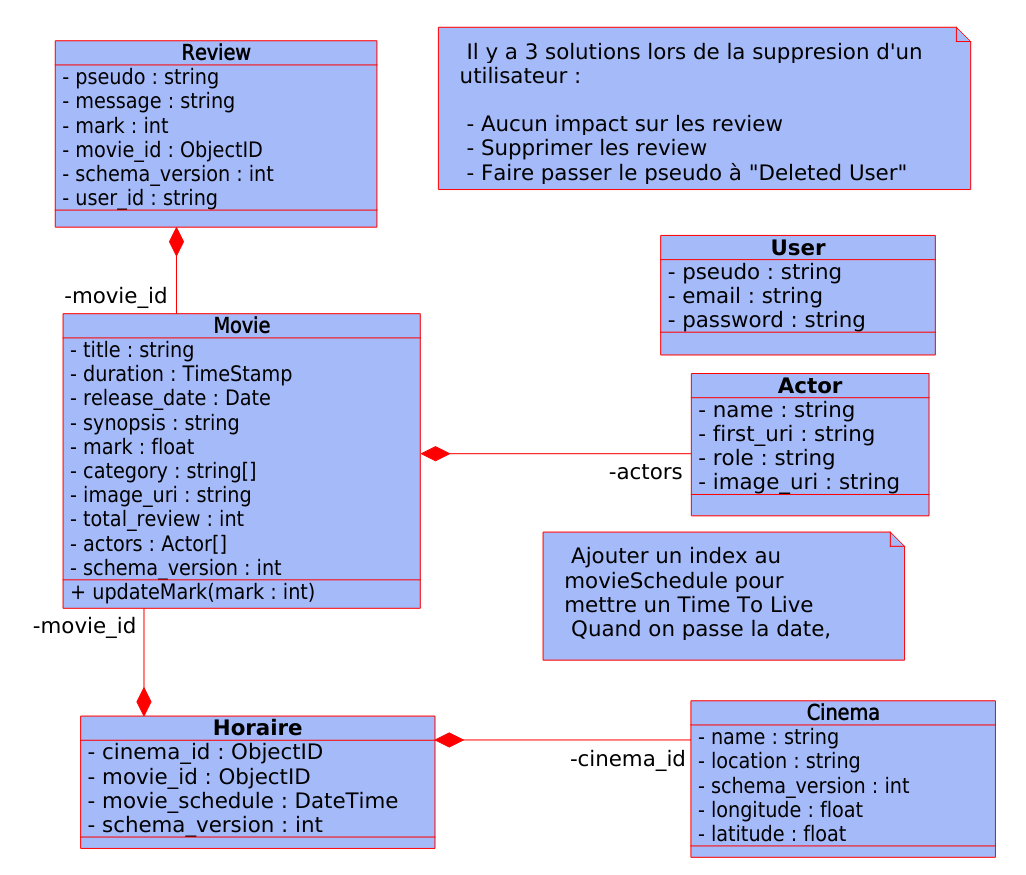 Review
- pseudo : string
- message : string
- mark : int
- movie_id : ObjectID
- schema_version : int
- user_id : string
Il y a 3 solutions lors de la suppresion d'un
utilisateur :
- Aucun impact sur les review
- Supprimer les review
- Faire passer le pseudo à "Deleted User"
User
- pseudo : string
- email : string
- password : string
-movie_id
Movie
- title : string
- duration : TimeStamp
- release_date : Date
- synopsis : string
- mark : float
- category : string[]
- image_uri : string
- total_review : int
- actors : Actor[]
- schema_version : int
+ updateMark(mark : int)
-actors
Actor
- name : string
- first_uri : string
- role : string
- image_uri : string
Ajouter un index au
movieSchedule pour
mettre un Time To Live
Quand on passe la date,
-movie_id
Horaire
- cinema_id : ObjectID
- movie_id : ObjectID
- movie_schedule : DateTime
- schema_version : int
-cinema_id
Cinema
- name : string
- location : string
- schema_version : int
- longitude : float
- latitude : float